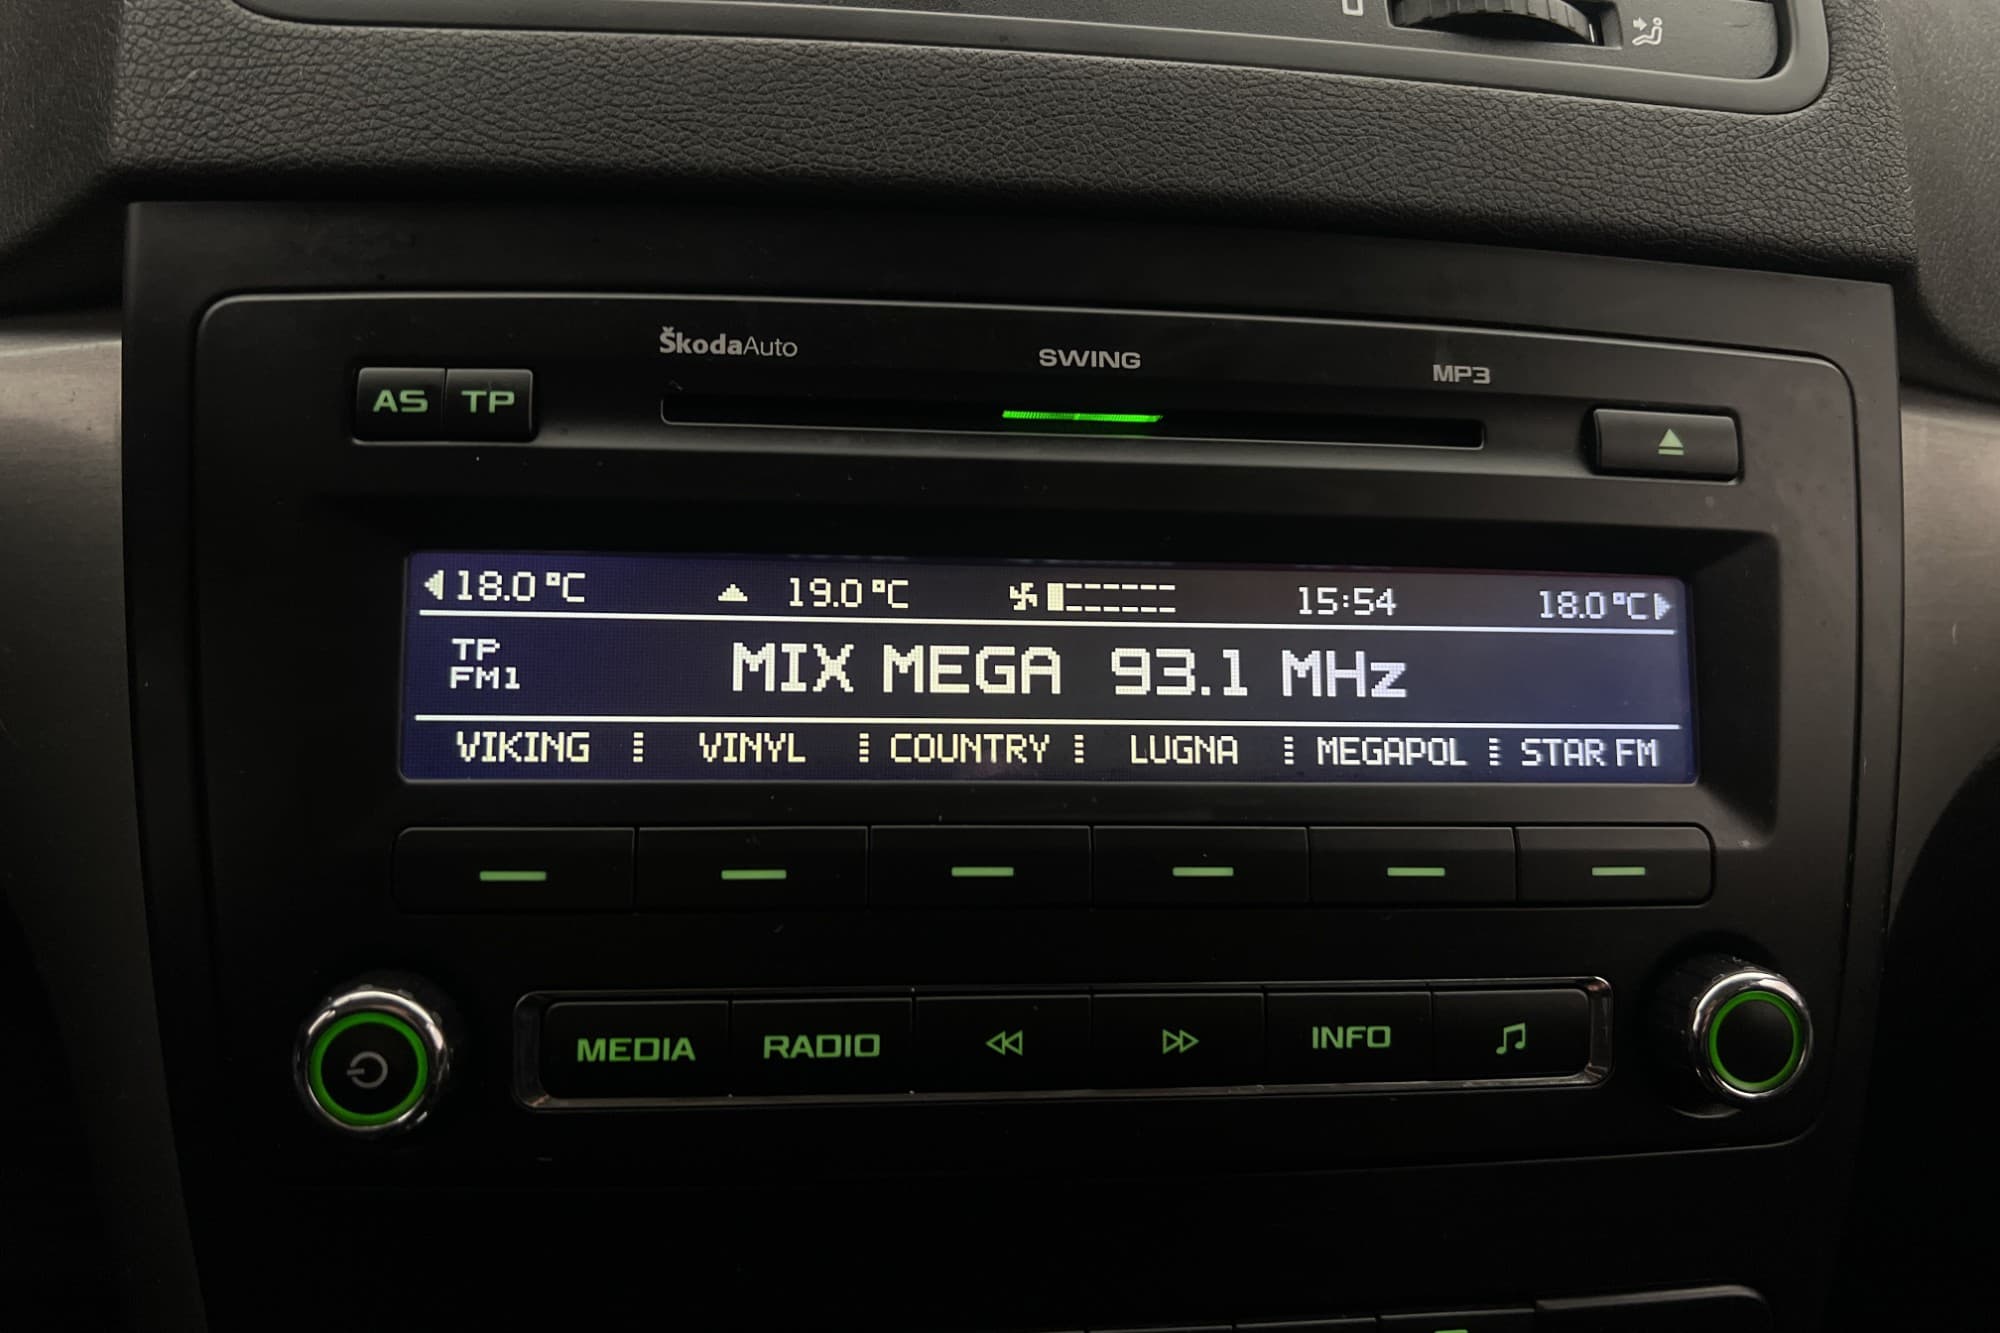 ŠkodaAuto
SWING
MP3
AS TP
18.0 °C 19.0 °C 15:54 18.0 °C
TP
FM1
MIX MEGA 93.1 MHz
VIKING VINYL COUNTRY LUGNA MEGAPOL STAR FM
MEDIA RADIO INFO